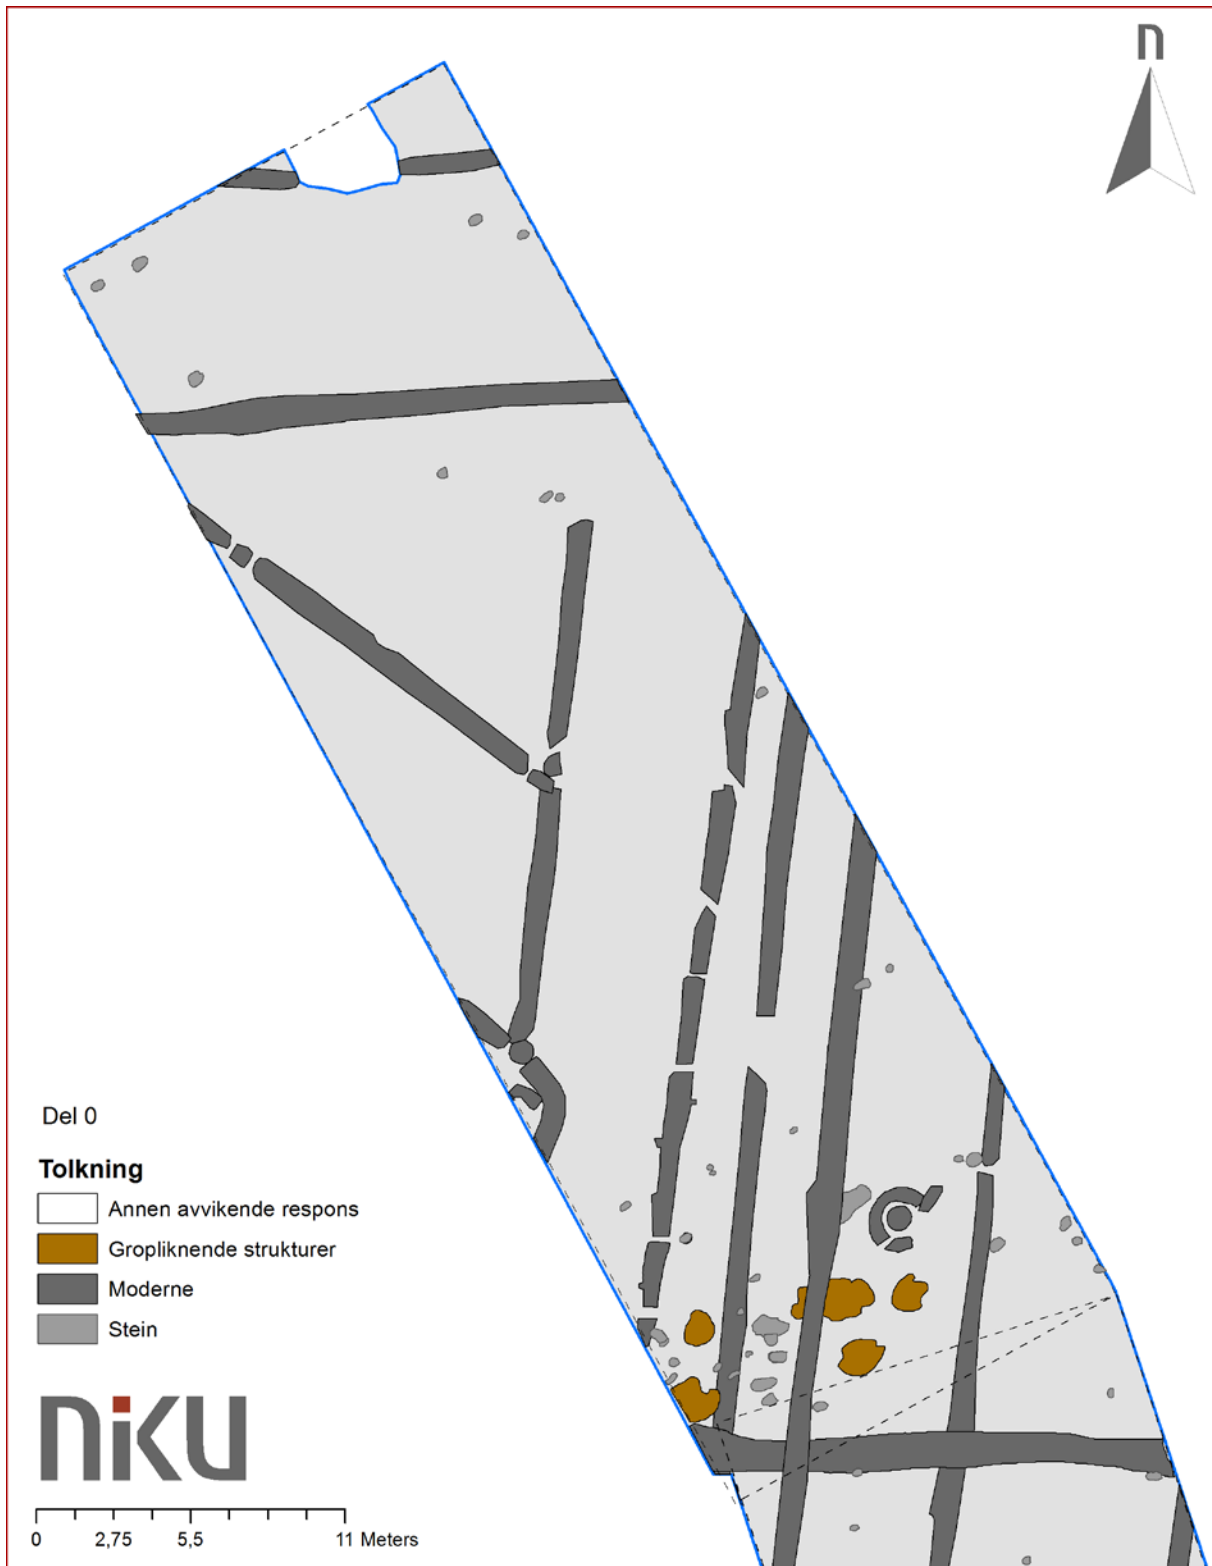 n
Del 0
Tolkning
Annen avvikende respons
Gropliknende strukturer
Moderne
Stein
niku
0 2,75 5,5 11 Meters